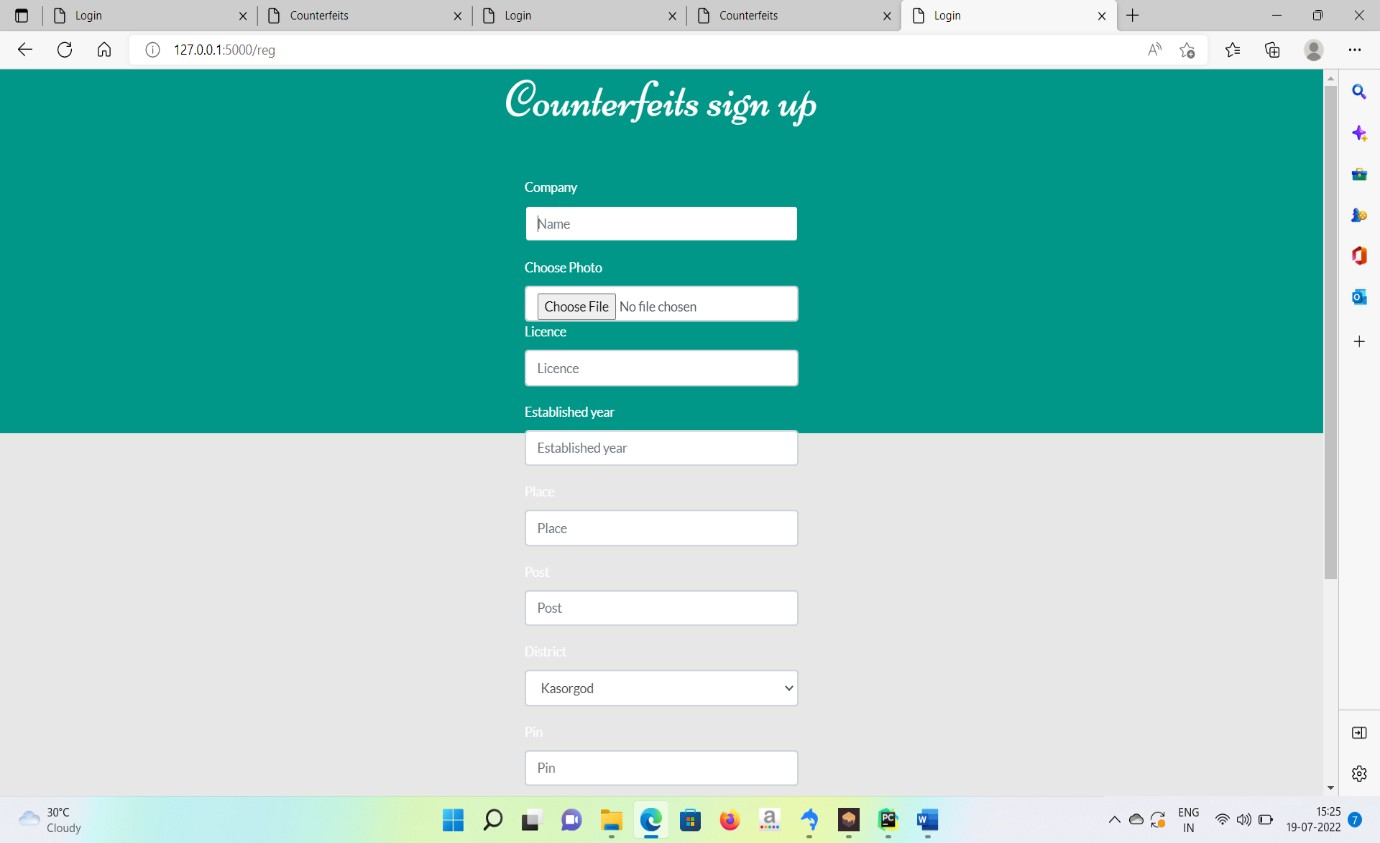 Login
Counterfeits
Login
Counterfeits
Login
127.0.0.1:5000/reg
Counterfeits sign up
Company
Name
Choose Photo
Choose File No file chosen
Licence
Licence
Established year
Established year
Place
Place
Post
Post
District
Kasorgod
Pin
Pin
30°C
Cloudy
ENG
IN
15:25
19-07-2022
7